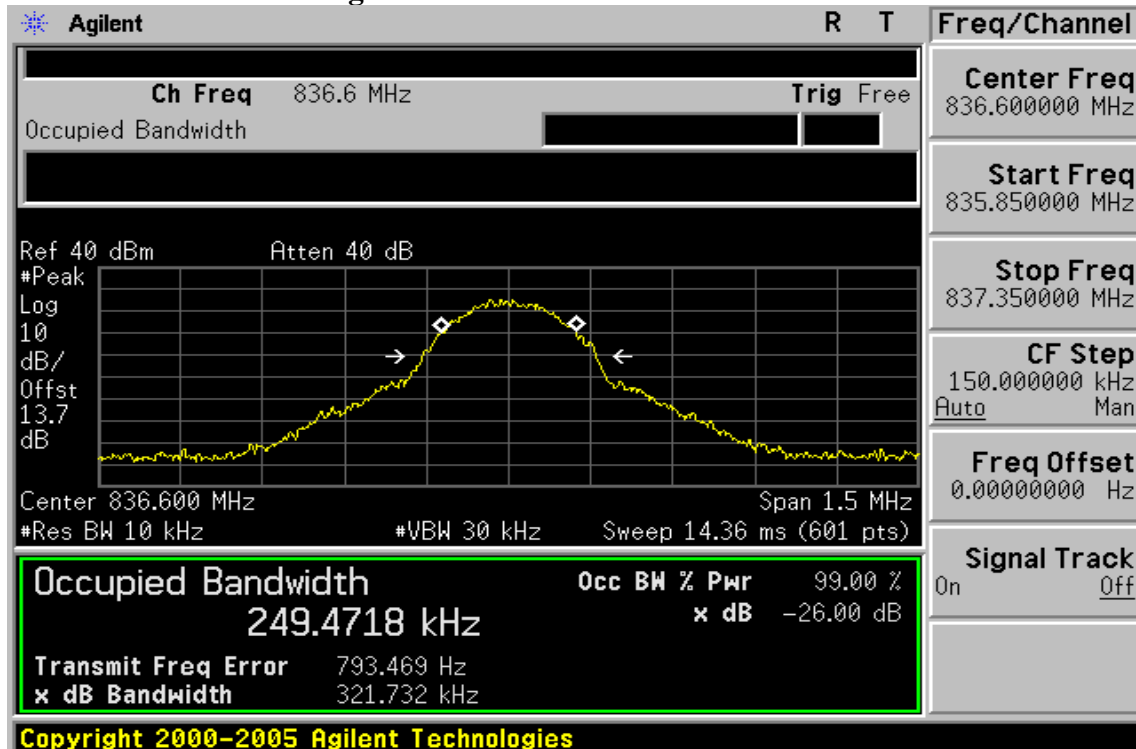 Agilent R T
Ch Freq 836.6 MHz Trig Free
Occupied Bandwidth
Ref 40 dBm Atten 40 dB
#Peak
Log
10
dB/
Offst
13.7
dB
Center 836.600 MHz Span 1.5 MHz
#Res BW 10 kHz #VBW 30 kHz Sweep 14.36 ms (601 pts)
Occupied Bandwidth
249.4718 kHz
Occ BW % Pwr 99.00 %
x dB -26.00 dB
Transmit Freq Error 793.469 Hz
x dB Bandwidth 321.732 kHz
Copyright 2000-2005 Agilent Technologies
Freq/Channel
Center Freq
836.600000 MHz
Start Freq
835.850000 MHz
Stop Freq
837.350000 MHz
CF Step
150.000000 kHz
Auto Man
Freq Offset
0.00000000 Hz
Signal Track
On Off